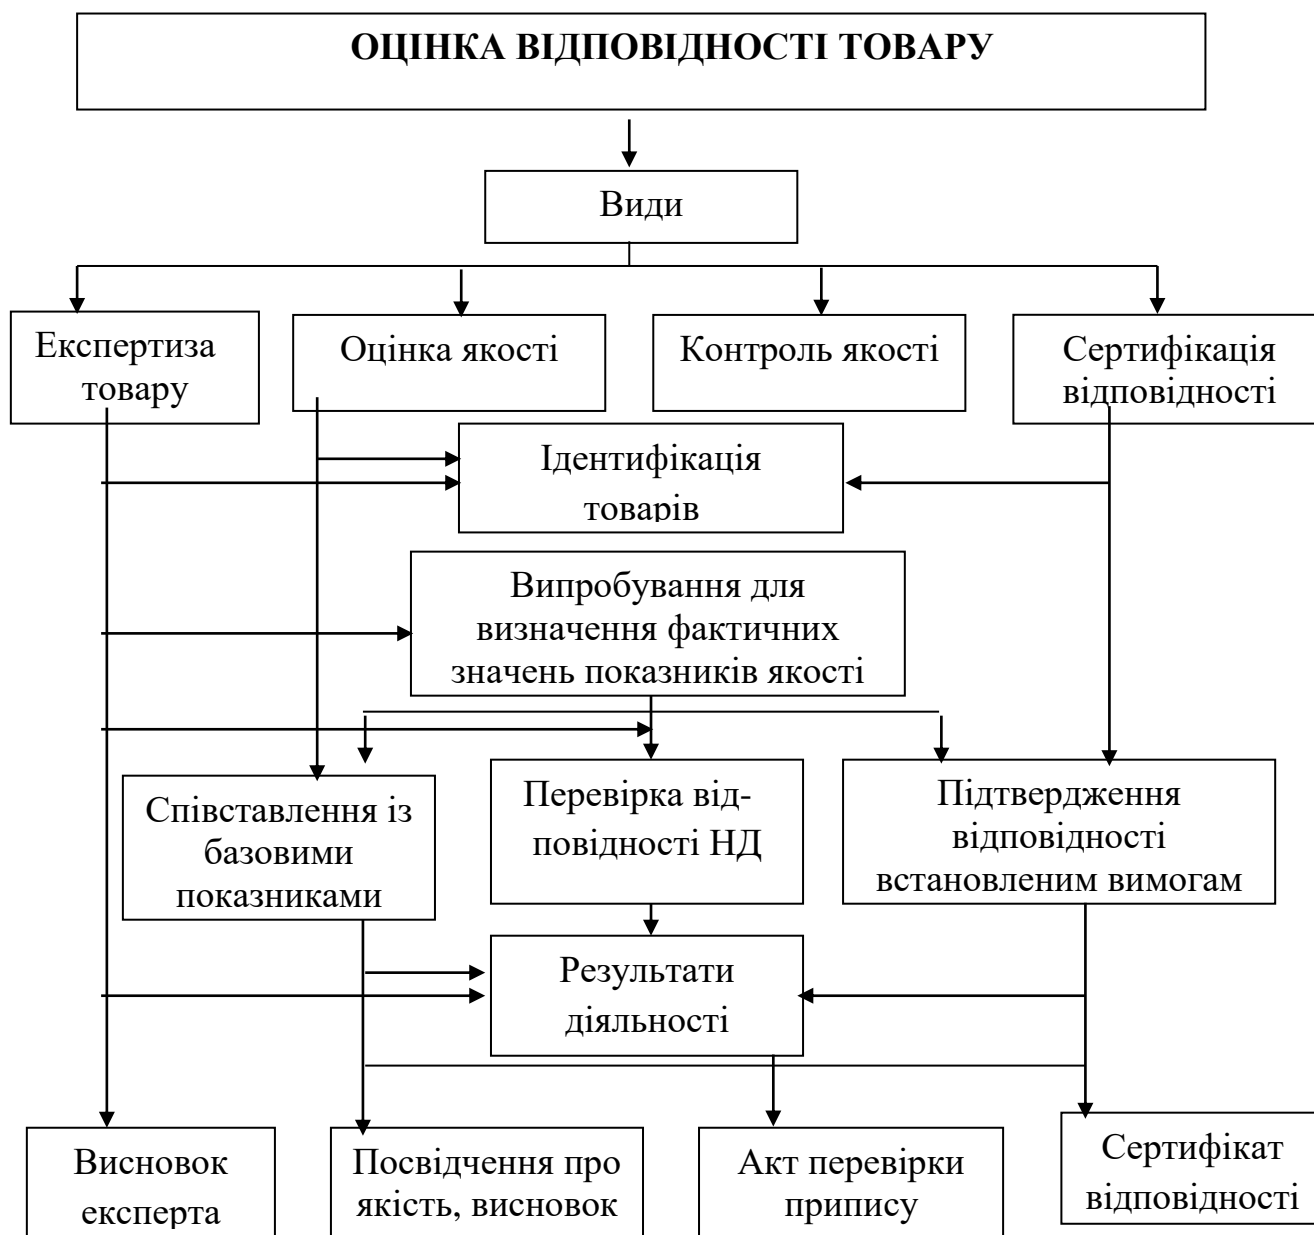 ОЦІНКА ВІДПОВІДНОСТІ ТОВАРУ
Види
Експертиза
товару
Оцінка якості
Контроль якості
Сертифікація
відповідності
Ідентифікація
товарів
Випробування для
визначення фактичних
значень показників якості
Співставлення із
базовими
показниками
Перевірка від-
повідності НД
Підтвердження
відповідності
встановленим вимогам
Результати
діяльності
Висновок
експерта
Посвідчення про
якість, висновок
Акт перевірки
припису
Сертифікат
відповідності